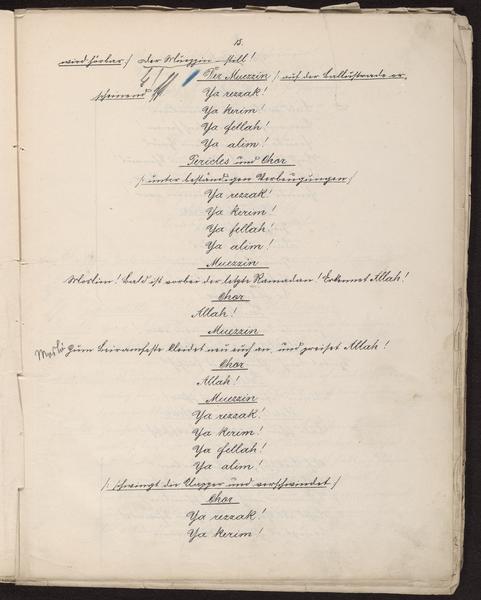 15.
wird hörbar :/ Der Muezzin - still!
Der Muezzin /: auf der Ballustrade er-
scheinend :/
Ya rezzak!
Ya kerim!
Ya fellah!
Ya alim!
Pericles und Chor
/: unter beständigen Verbeugungen :/
Ya rezzak!
Ya kerim!
Ya fellah!
Ya alim!
Muezzin
Moslim! Bald ist vorbei der letzte Ramadan! Erkennet Allah!
Chor
Allah!
Muezzin
Zum Beiramfeste kleidet neu euch an, und preiset Allah!
Chor
Allah!
Muezzin
Ya rezzak!
Ya kerim!
Ya fellah!
Ya alim!
/: schwingt die Klapper und verschwindet :/
Chor
Ya rezzak!
Ya kerim!